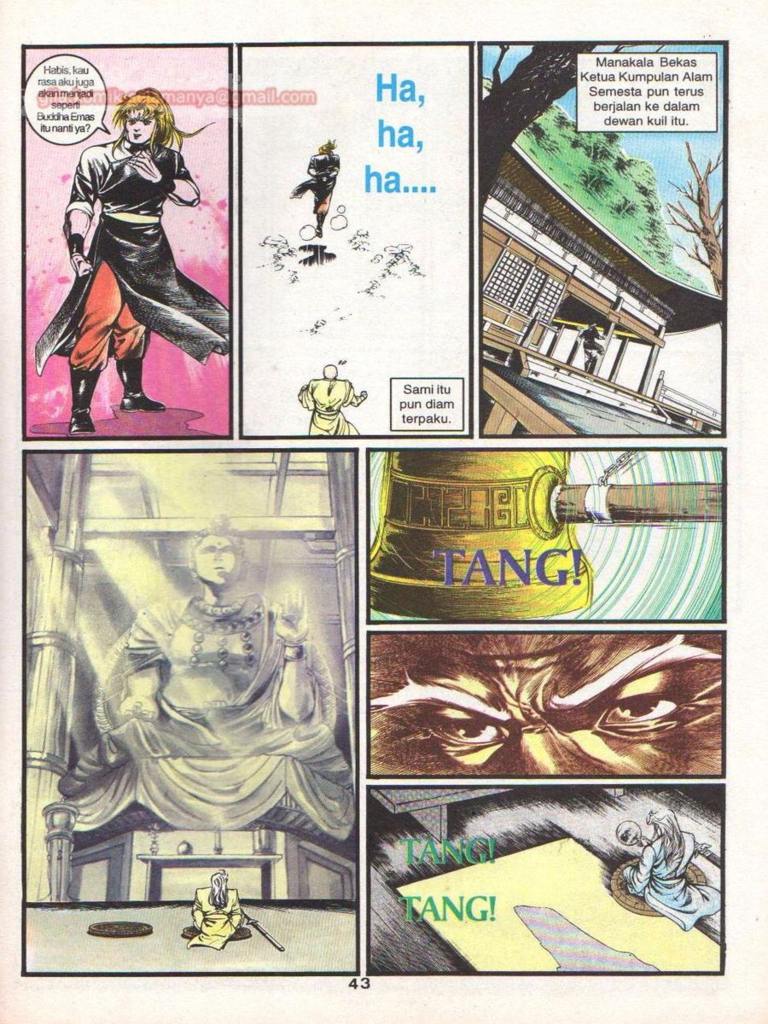 Habis, kau
rasa aku juga
akan menjadi
seperti
Buddha Emas
itu nanti ya?
Ha,
ha,
ha....
Sami itu
pun diam
terpaku.
Manakala Bekas
Ketua Kumpulan Alam
Semesta pun terus
berjalan ke dalam
dewan kuil itu.
TANG!
TANG!
TANG!
43